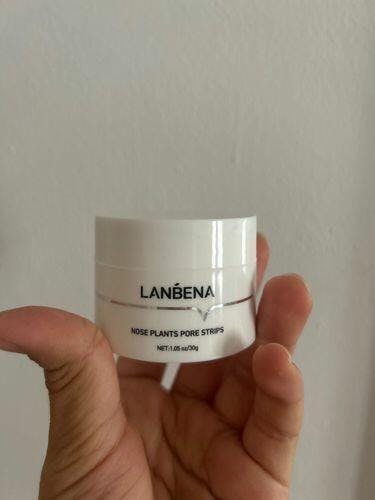 LANBENA
NOSE PLANTS PORE STRIPS
NET:1.05 oz/30g